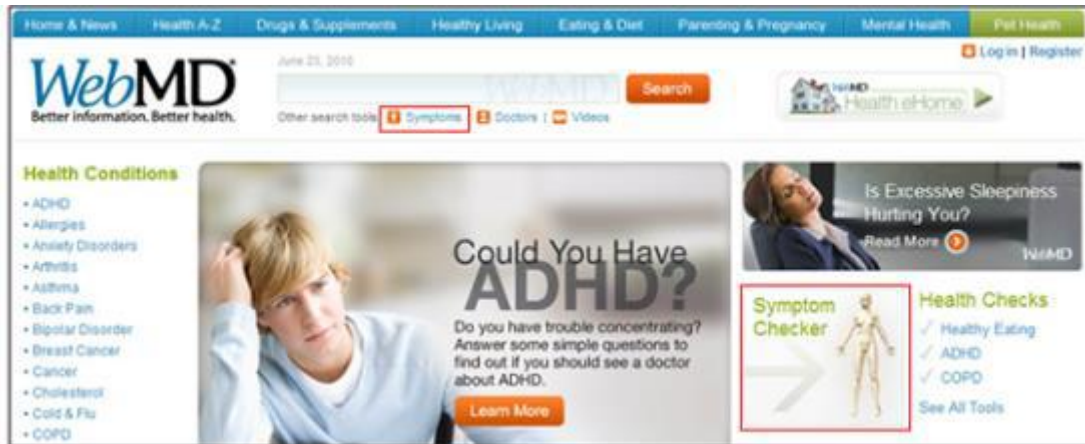 Home & News Health A-Z Drugs & Supplements Healthy Living Eating & Diet Parenting & Pregnancy Mental Health Pet Health
Log in | Register
June 23, 2010
WebMD
Better information. Better health.
Search
Other search tools Symptoms Doctors | Videos
WebMD
Health eHome
Health Conditions
• ADHD
• Allergies
• Anxiety Disorders
• Arthritis
• Asthma
• Back Pain
• Bipolar Disorder
• Breast Cancer
• Cancer
• Cholesterol
• Cold & Flu
• COPD
Could You Have
ADHD?
Do you have trouble concentrating?
Answer some simple questions to
find out if you should see a doctor
about ADHD.
Learn More
Is Excessive Sleepiness
Hurting You?
Read More
WebMD
Symptom
Checker
Health Checks
Healthy Eating
ADHD
COPD
See All Tools